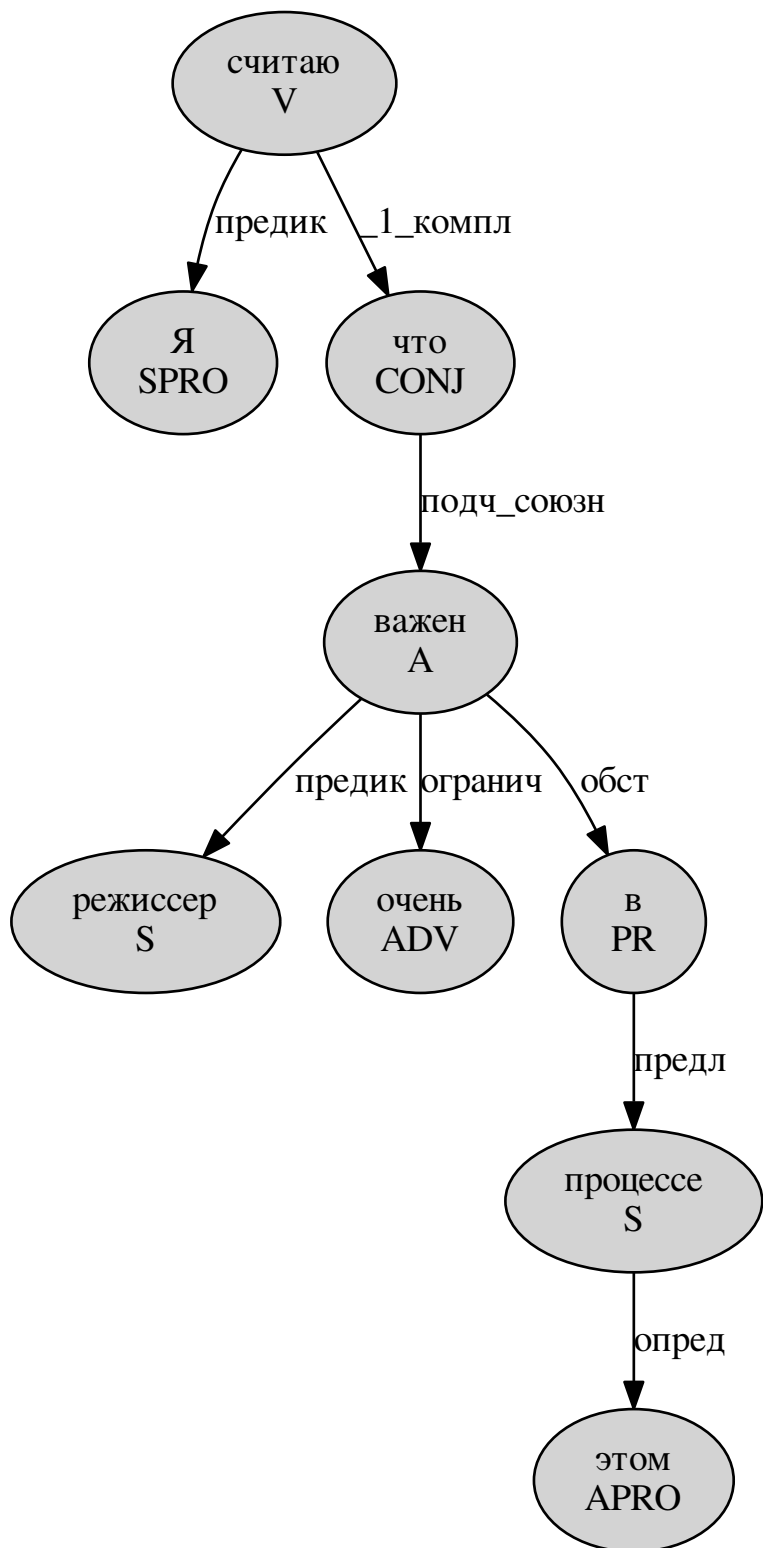 считаю
V
предик
_1_компл
Я
SPRO
что
CONJ
подч_союзн
важен
A
предик
огранич
обст
режиссер
S
очень
ADV
в
PR
предл
процессе
S
опред
этом
APRO